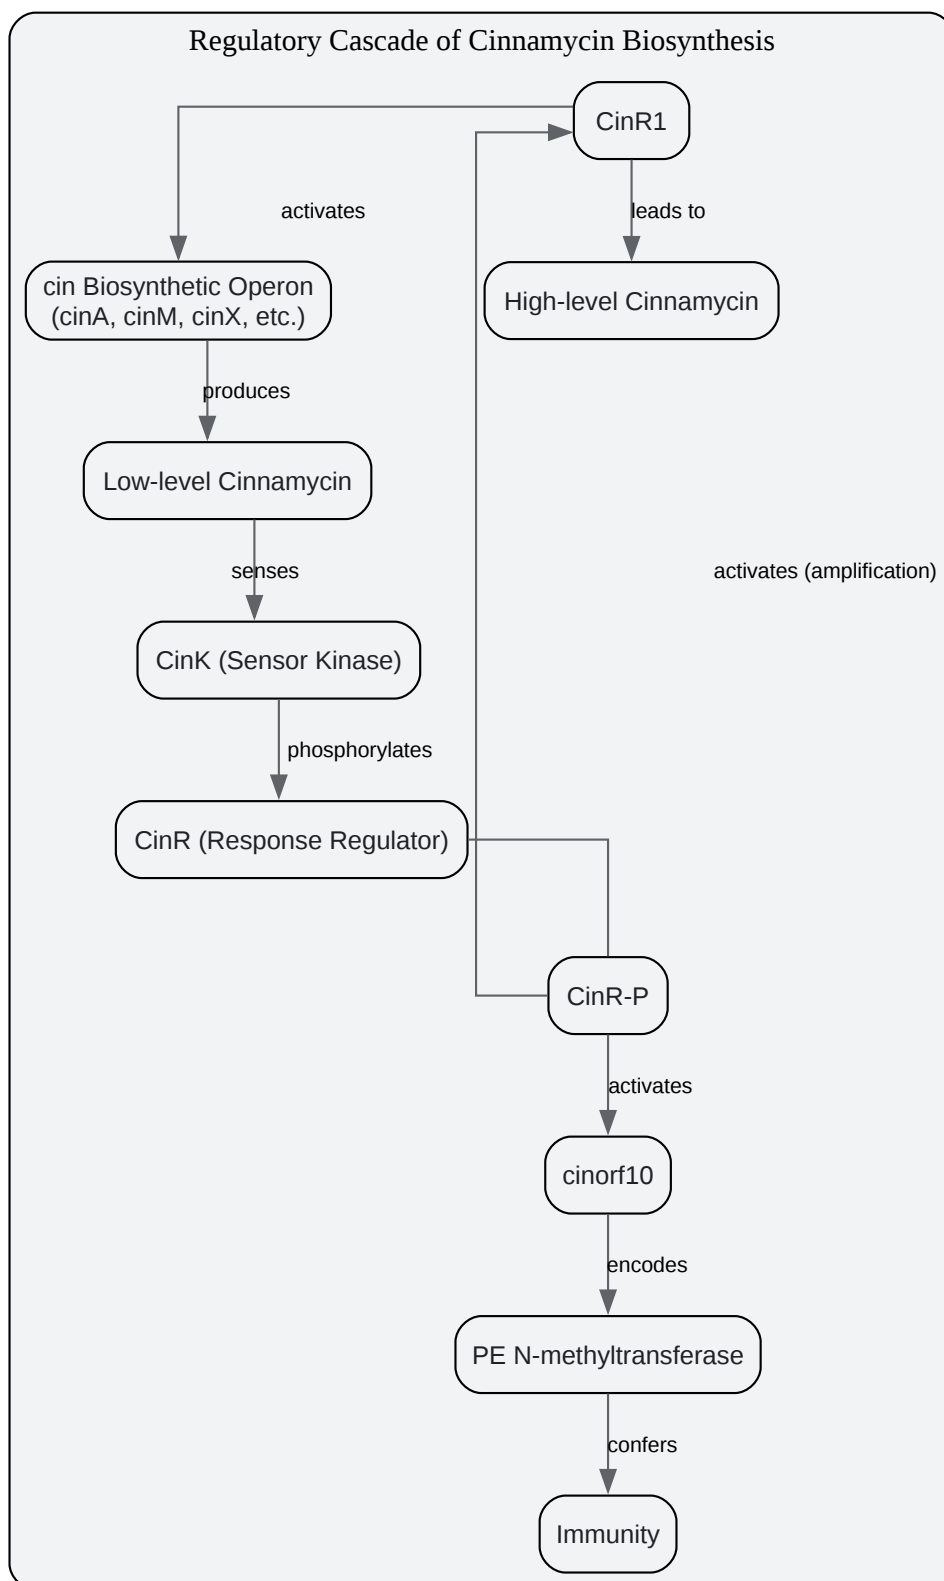 Regulatory Cascade of Cinnamycin Biosynthesis
CinR1
activates
leads to
cin Biosynthetic Operon
(cinA, cinM, cinX, etc.)
High-level Cinnamycin
produces
Low-level Cinnamycin
senses
activates (amplification)
CinK (Sensor Kinase)
phosphorylates
CinR (Response Regulator)
CinR-P
activates
cinorf10
encodes
PE N-methyltransferase
confers
Immunity